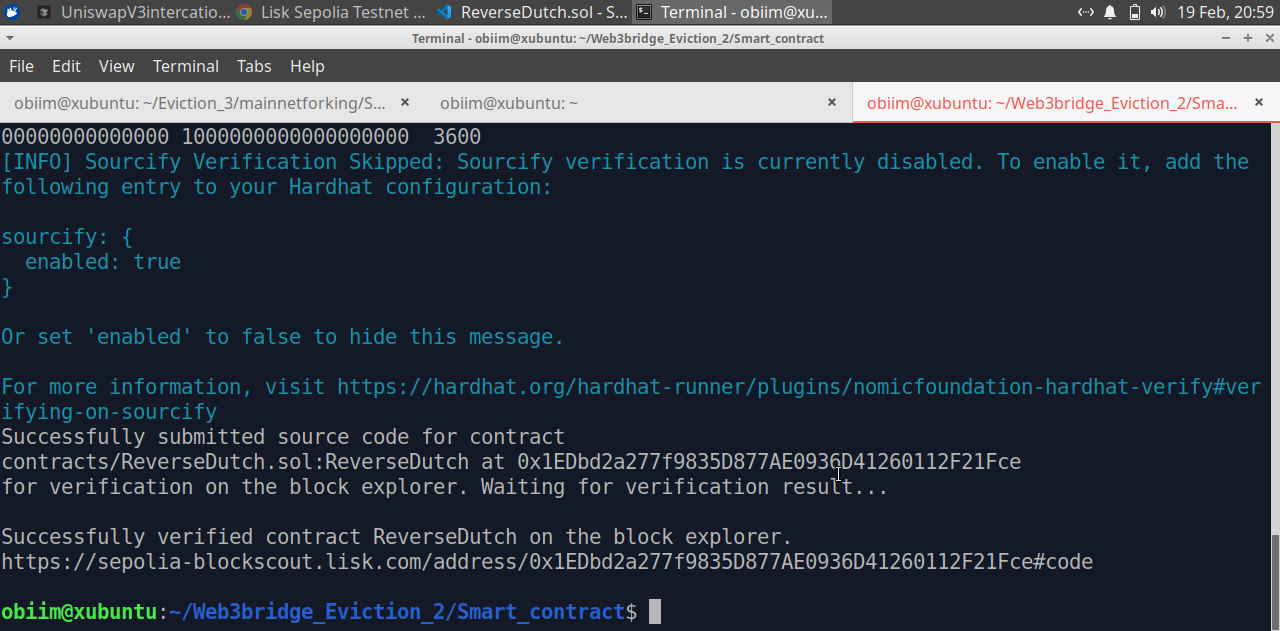 UniswapV3intercatio...
Lisk Sepolia Testnet ...
ReverseDutch.sol - S...
Terminal - obiim@xu...
19 Feb, 20:59
Terminal - obiim@xubuntu: ~/Web3bridge_Eviction_2/Smart_contract
File Edit View Terminal Tabs Help
obiim@xubuntu: ~/Eviction_3/mainnetforking/S...
obiim@xubuntu: ~
obiim@xubuntu: ~/Web3bridge_Eviction_2/Sma...
00000000000000 1000000000000000000  3600
[INFO] Sourcify Verification Skipped: Sourcify verification is currently disabled. To enable it, add the
following entry to your Hardhat configuration:
sourcify: {
  enabled: true
}
Or set 'enabled' to false to hide this message.
For more information, visit https://hardhat.org/hardhat-runner/plugins/nomicfoundation-hardhat-verify#ver
ifying-on-sourcify
Successfully submitted source code for contract
contracts/ReverseDutch.sol:ReverseDutch at 0x1EDbd2a277f9835D877AE0936D41260112F21Fce
for verification on the block explorer. Waiting for verification result...
Successfully verified contract ReverseDutch on the block explorer.
https://sepolia-blockscout.lisk.com/address/0x1EDbd2a277f9835D877AE0936D41260112F21Fce#code
obiim@xubuntu:~/Web3bridge_Eviction_2/Smart_contract$